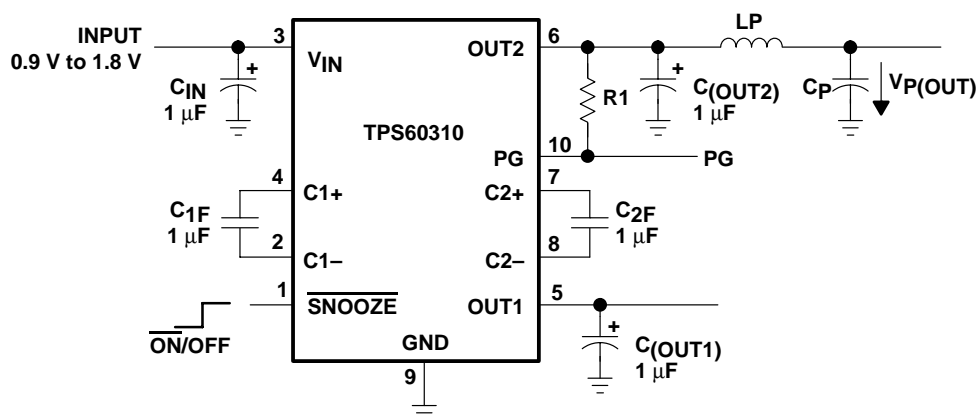 INPUT
0.9 V to 1.8 V
CIN
1 μF
3
VIN
OUT2
6
LP
R1
C(OUT2)
1 μF
CP
VP(OUT)
TPS60310
PG
10
PG
4
C1+
C2+
7
C1F
1 μF
C2F
1 μF
2
C1–
C2–
8
1
SNOOZE
OUT1
5
ON/OFF
GND
9
C(OUT1)
1 μF
+
+
+